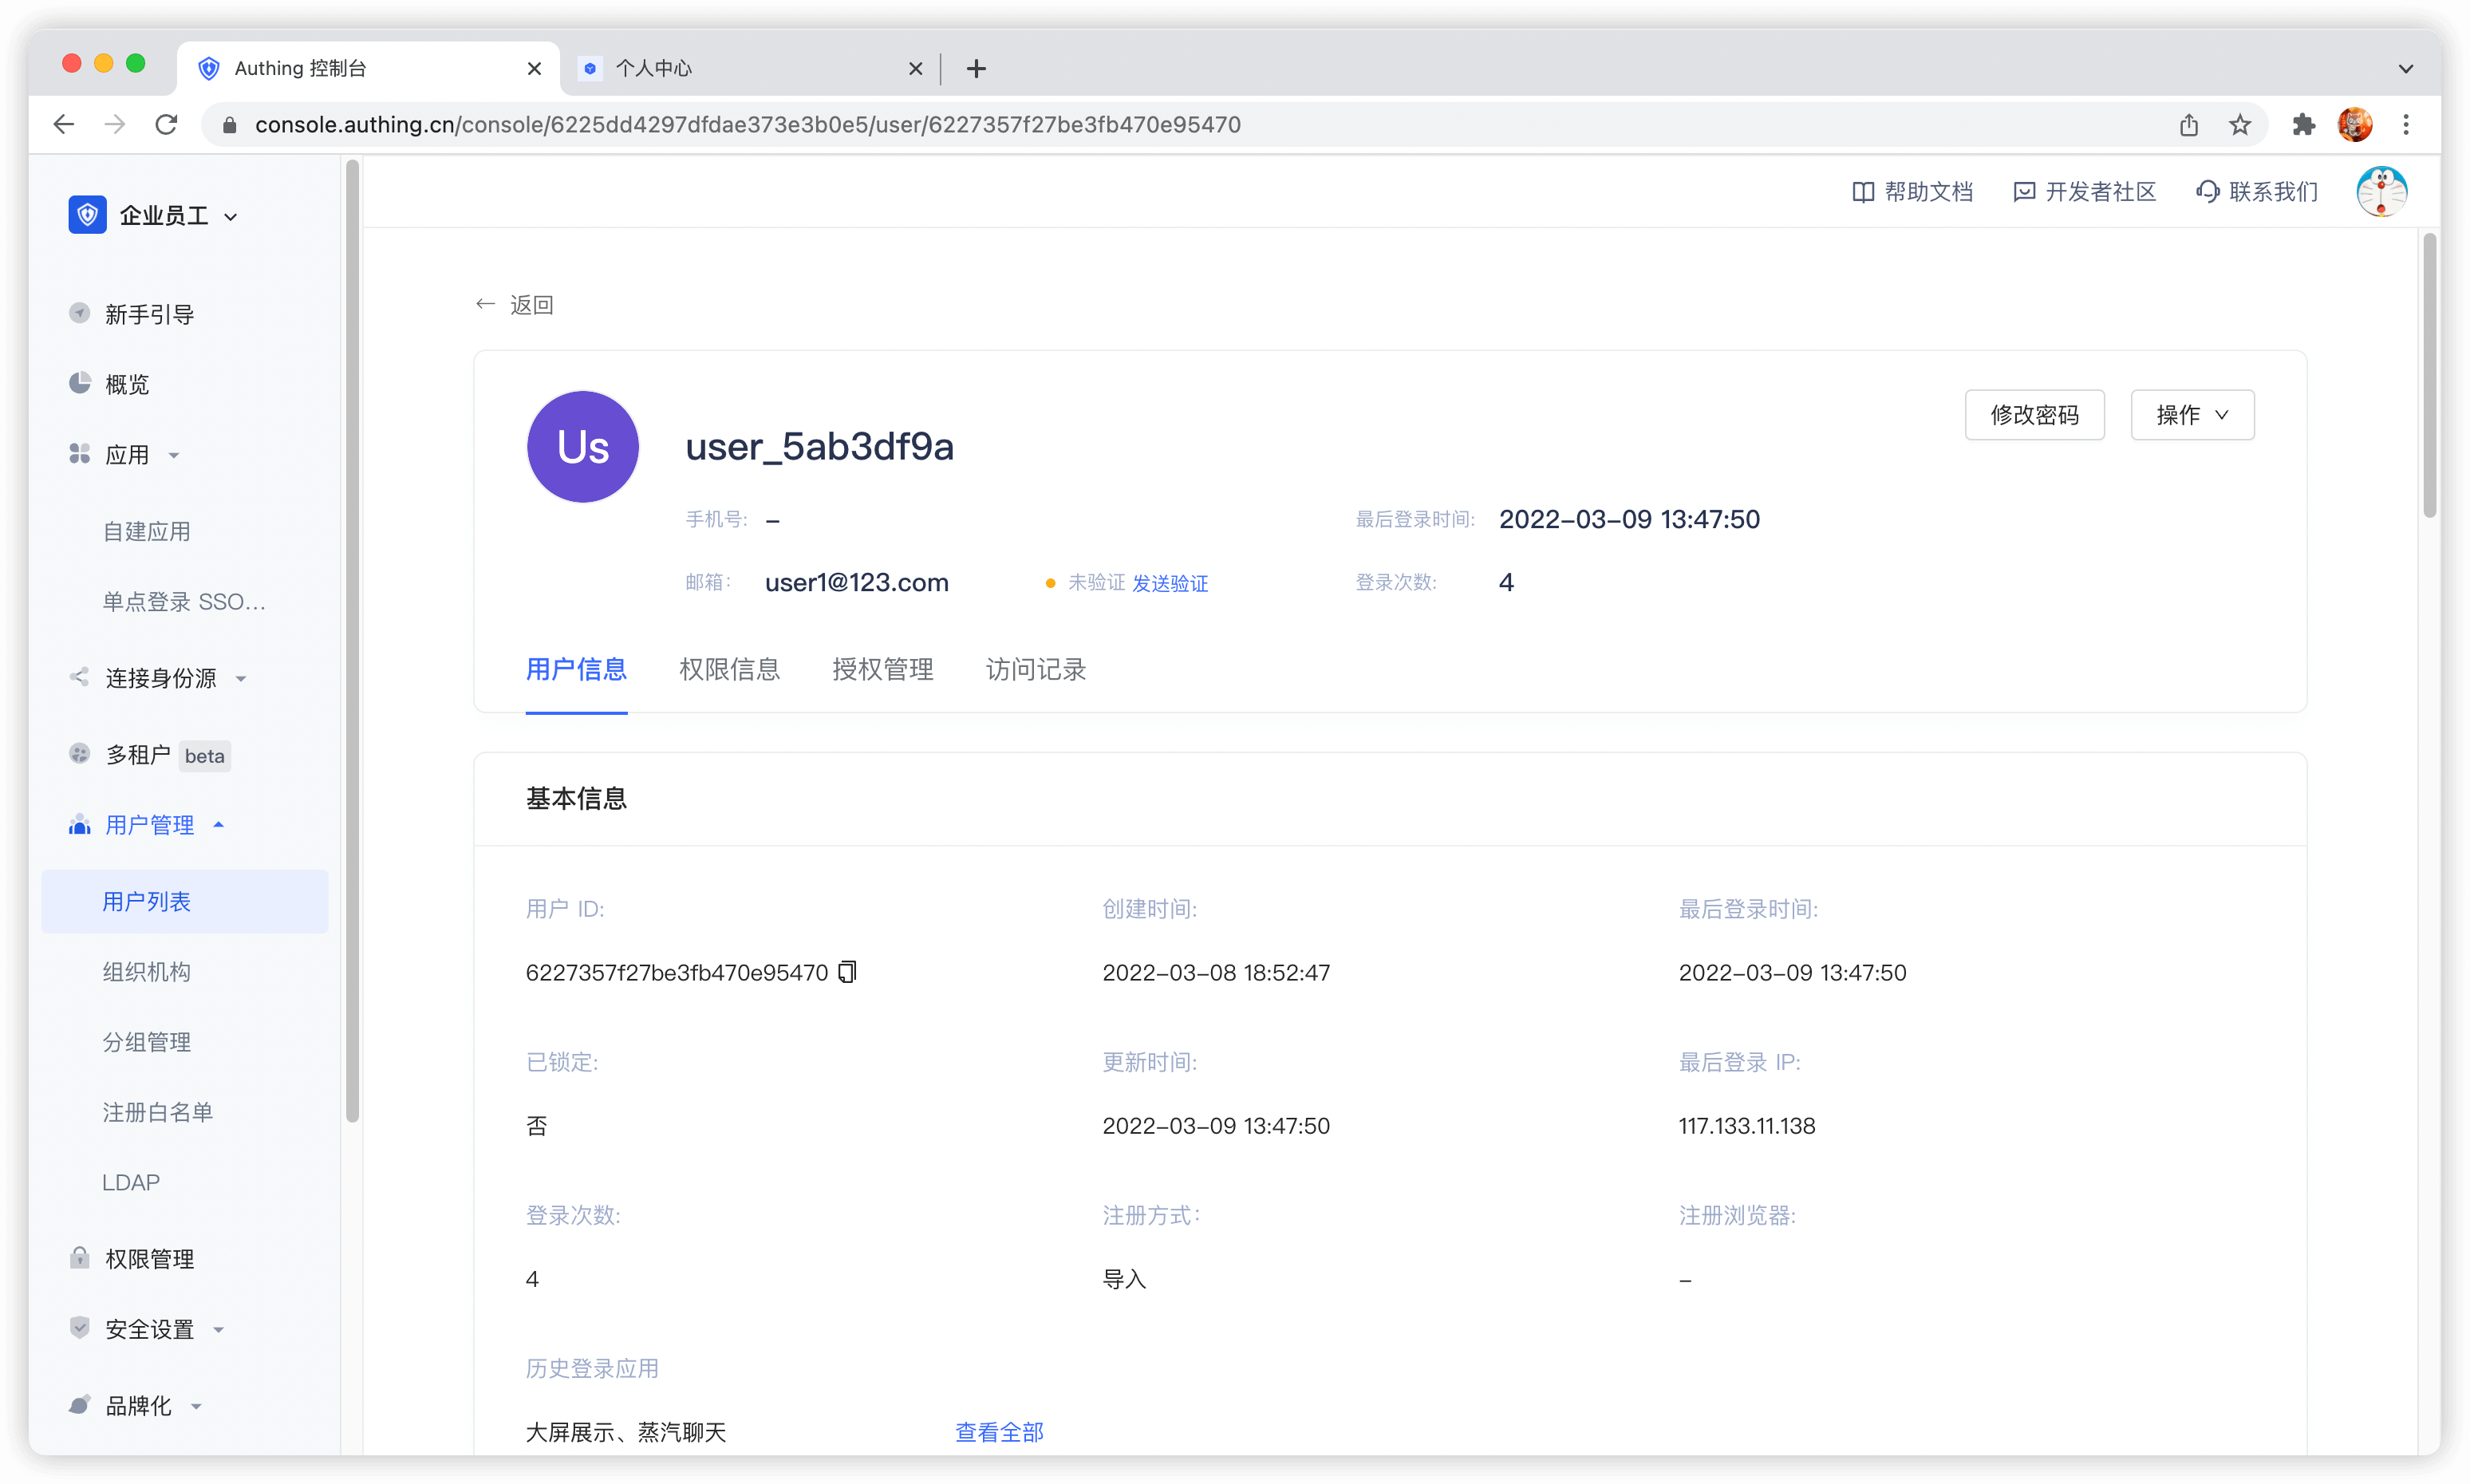 Authing 控制台
个人中心
console.authing.cn/console/6225dd4297dfdae373e3b0e5/user/6227357f27be3fb470e95470
企业员工
帮助文档
开发者社区
联系我们
新手引导
概览
应用
自建应用
单点登录 SSO...
连接身份源
多租户 beta
用户管理
用户列表
组织机构
分组管理
注册白名单
LDAP
权限管理
安全设置
品牌化
← 返回
Us
user_5ab3df9a
修改密码
操作
手机号: –
最后登录时间: 2022-03-09 13:47:50
邮箱: user1@123.com
未验证 发送验证
登录次数: 4
用户信息
权限信息
授权管理
访问记录
基本信息
用户 ID:
创建时间:
最后登录时间:
6227357f27be3fb470e95470
2022-03-08 18:52:47
2022-03-09 13:47:50
已锁定:
更新时间:
最后登录 IP:
否
2022-03-09 13:47:50
117.133.11.138
登录次数:
注册方式:
注册浏览器:
4
导入
–
历史登录应用
大屏展示、蒸汽聊天
查看全部